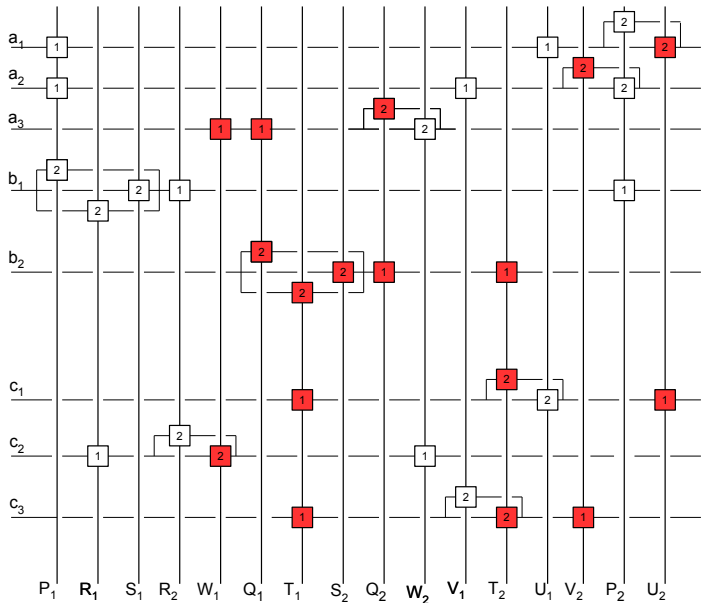 2
a₁ 1 1 2
2
a₂ 1 1 2
2
a₃ 1 1 2
2
b₁ 2 1 1
2
2
b₂ 2 1 1
2
2
c₁ 1 2 1
2
c₂ 1 2 1
2
c₃ 1 2 1
P₁ R₁ S₁ R₂ W₁ Q₁ T₁ S₂ Q₂ W₂ V₁ T₂ U₁ V₂ P₂ U₂